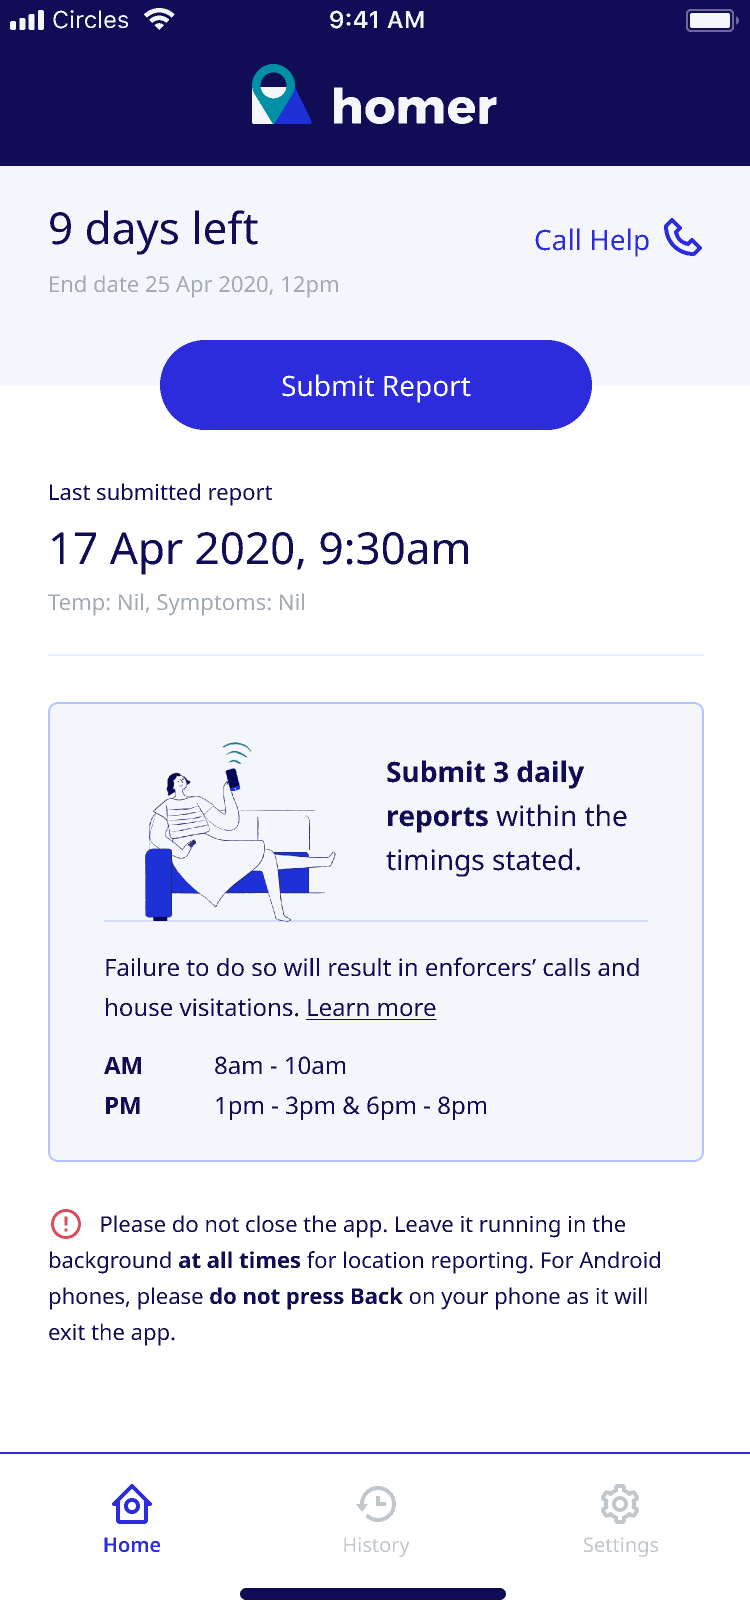 Circles 9:41 AM
homer
9 days left
Call Help
End date 25 Apr 2020, 12pm
Submit Report
Last submitted report
17 Apr 2020, 9:30am
Temp: Nil, Symptoms: Nil
Submit 3 daily
reports within the
timings stated.
Failure to do so will result in enforcers’ calls and
house visitations. Learn more
AM 8am - 10am
PM 1pm - 3pm & 6pm - 8pm
Please do not close the app. Leave it running in the
background at all times for location reporting. For Android
phones, please do not press Back on your phone as it will
exit the app.
Home History Settings